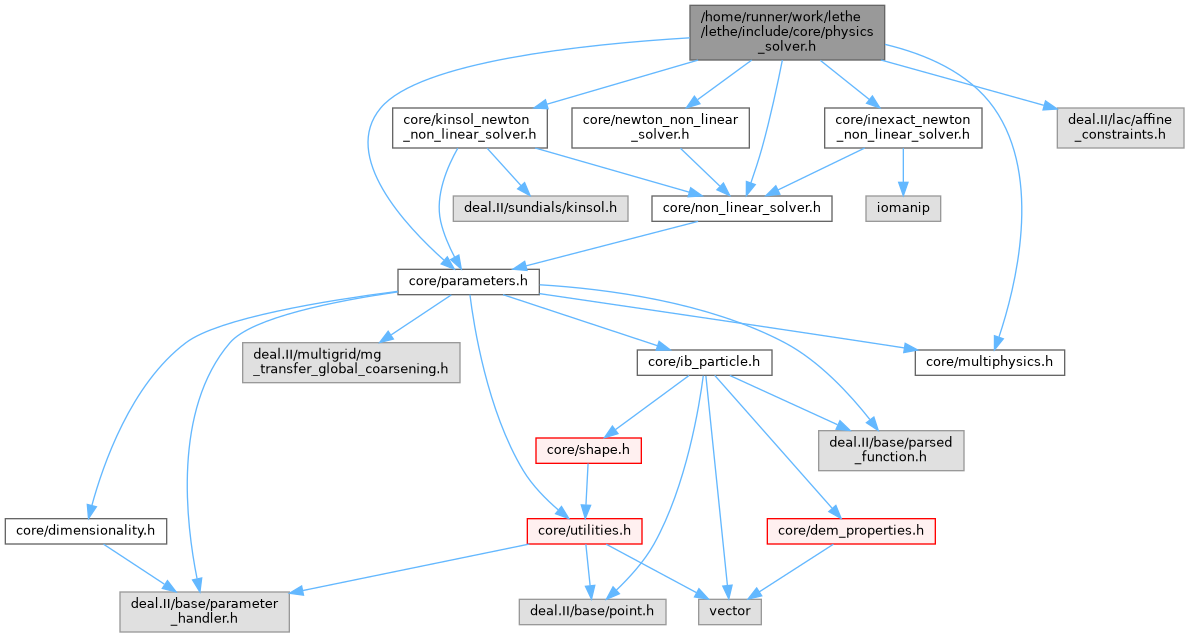 /home/runner/work/lethe
/lethe/include/core/physics
_solver.h
core/kinsol_newton
_non_linear_solver.h
core/newton_non_linear
_solver.h
core/inexact_newton
_non_linear_solver.h
deal.II/lac/affine
_constraints.h
deal.II/sundials/kinsol.h
core/non_linear_solver.h
iomanip
core/parameters.h
deal.II/multigrid/mg
_transfer_global_coarsening.h
core/ib_particle.h
core/multiphysics.h
core/shape.h
deal.II/base/parsed
_function.h
core/dimensionality.h
core/utilities.h
core/dem_properties.h
deal.II/base/parameter
_handler.h
deal.II/base/point.h
vector